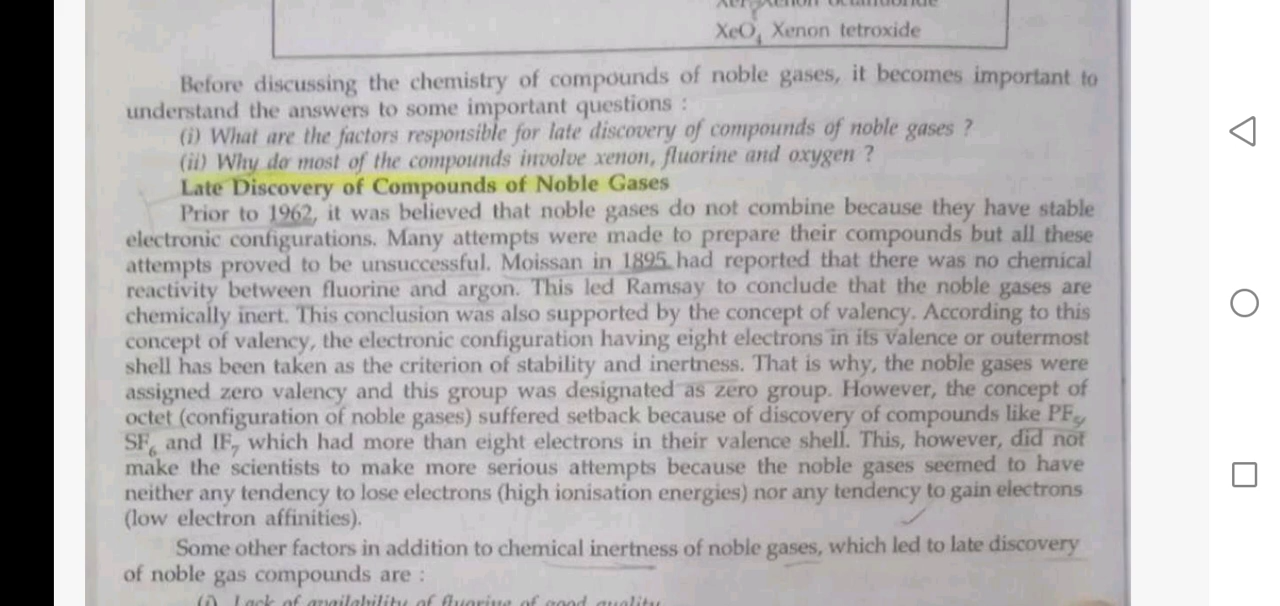 XeO4 Xenon tetroxide
Before discussing the chemistry of compounds of noble gases, it becomes important to
understand the answers to some important questions :
(i) What are the factors responsible for late discovery of compounds of noble gases ?
(ii) Why do most of the compounds involve xenon, fluorine and oxygen ?
Late Discovery of Compounds of Noble Gases
Prior to 1962, it was believed that noble gases do not combine because they have stable
electronic configurations. Many attempts were made to prepare their compounds but all these
attempts proved to be unsuccessful. Moissan in 1895 had reported that there was no chemical
reactivity between fluorine and argon. This led Ramsay to conclude that the noble gases are
chemically inert. This conclusion was also supported by the concept of valency. According to this
concept of valency, the electronic configuration having eight electrons in its valence or outermost
shell has been taken as the criterion of stability and inertness. That is why, the noble gases were
assigned zero valency and this group was designated as zero group. However, the concept of
octet (configuration of noble gases) suffered setback because of discovery of compounds like PF5,
SF6 and IF7 which had more than eight electrons in their valence shell. This, however, did not
make the scientists to make more serious attempts because the noble gases seemed to have
neither any tendency to lose electrons (high ionisation energies) nor any tendency to gain electrons
(low electron affinities).
Some other factors in addition to chemical inertness of noble gases, which led to late discovery
of noble gas compounds are :
(i) Lack of availability of fluorine of good quality